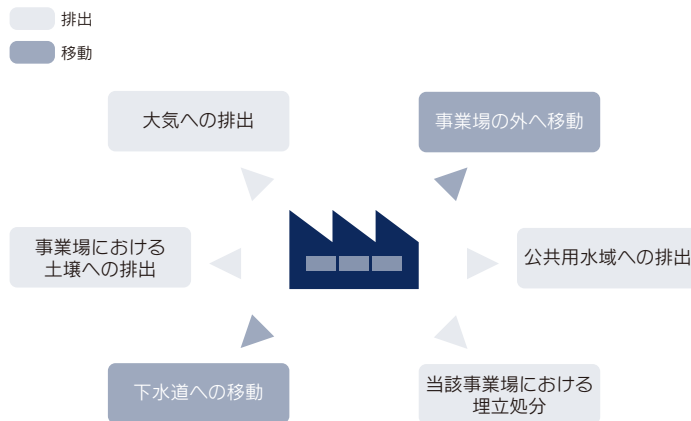 排出
移動
大気への排出
事業場の外へ移動
事業場における
土壌への排出
公共用水域への排出
下水道への移動
当該事業場における
埋立処分